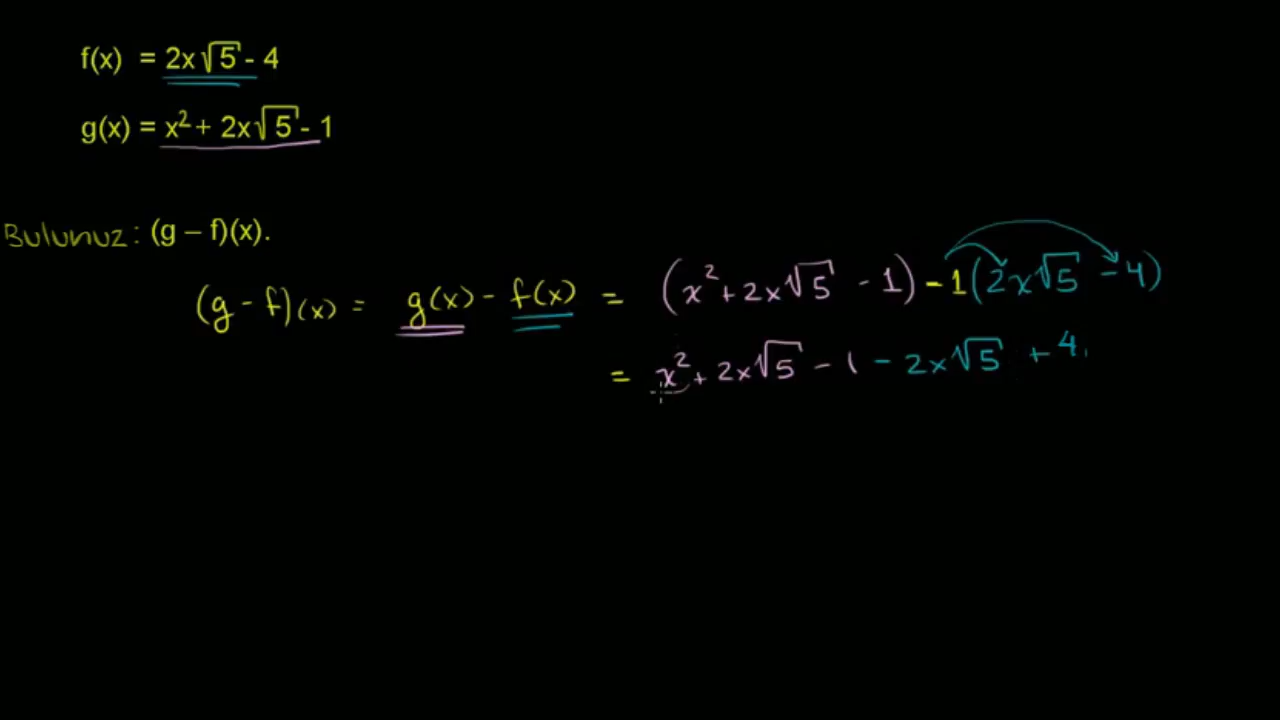 f(x) = 2x√5 - 4
g(x) = x² + 2x√5 - 1
Bulunuz: (g – f)(x).
(g - f)(x) = g(x) - f(x) = (x² + 2x√5 - 1) - 1(2x√5 - 4)
= x² + 2x√5 - 1 - 2x√5 + 4